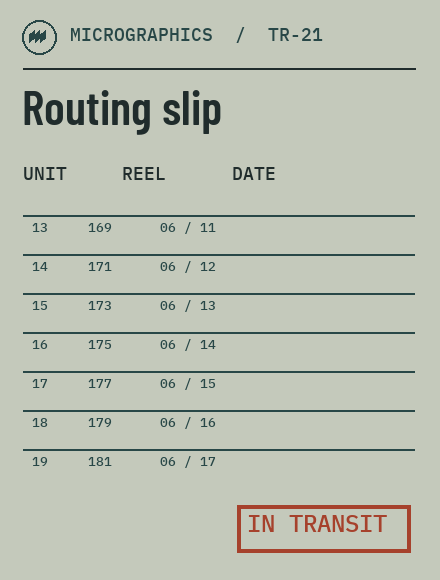 MICROGRAPHICS / TR-21
Routing slip
UNIT REEL DATE
13 169 06 / 11
14 171 06 / 12
15 173 06 / 13
16 175 06 / 14
17 177 06 / 15
18 179 06 / 16
19 181 06 / 17
IN TRANSIT